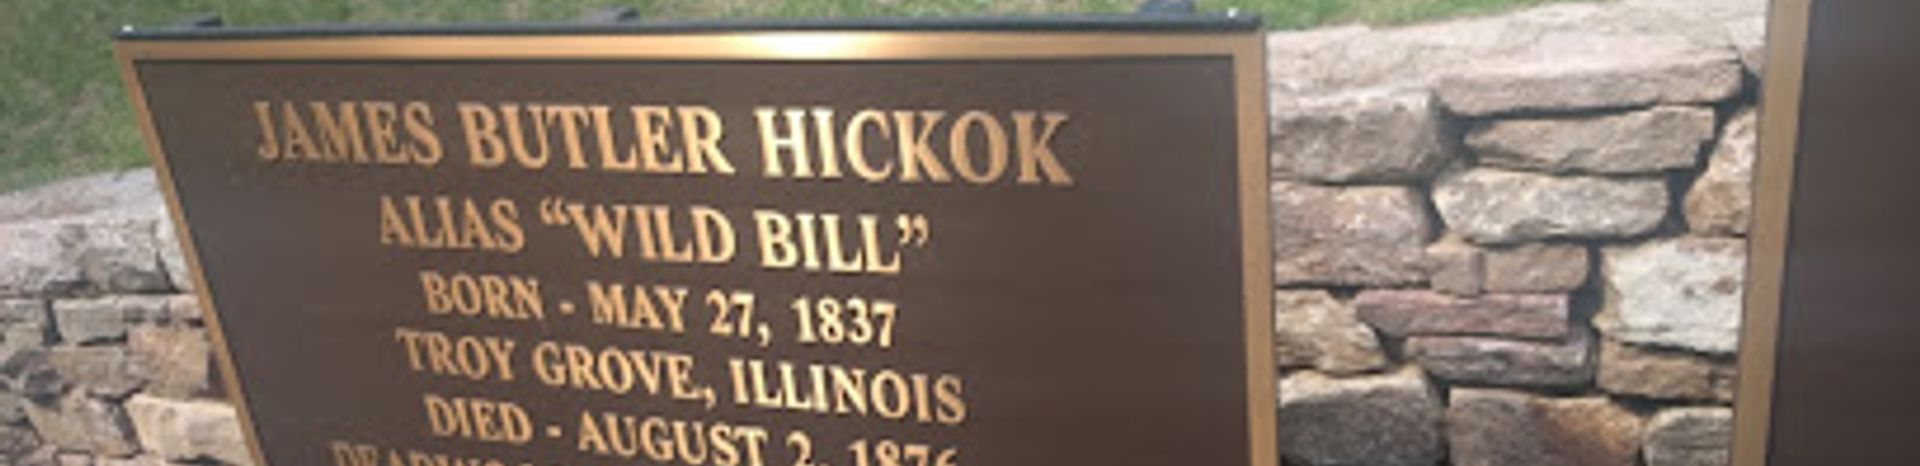 JAMES BUTLER HICKOK
ALIAS “WILD BILL”
BORN - MAY 27, 1837
TROY GROVE, ILLINOIS
DIED - AUGUST 2, 1876